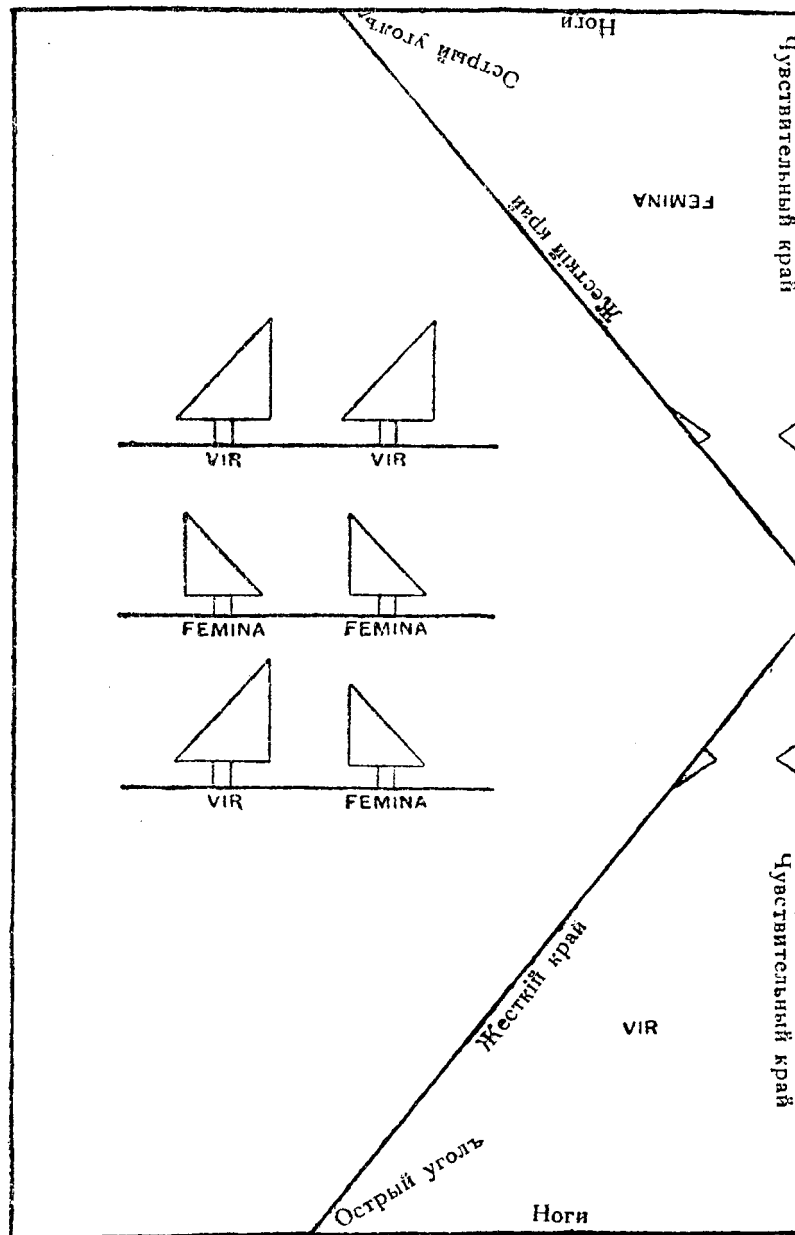 Ноги
Острый уголъ
Чувствительный край
FEMINA
Жесткій край
VIR VIR
FEMINA FEMINA
VIR FEMINA
Чувствительный край
Жесткій край
VIR
Острый уголъ
Ноги